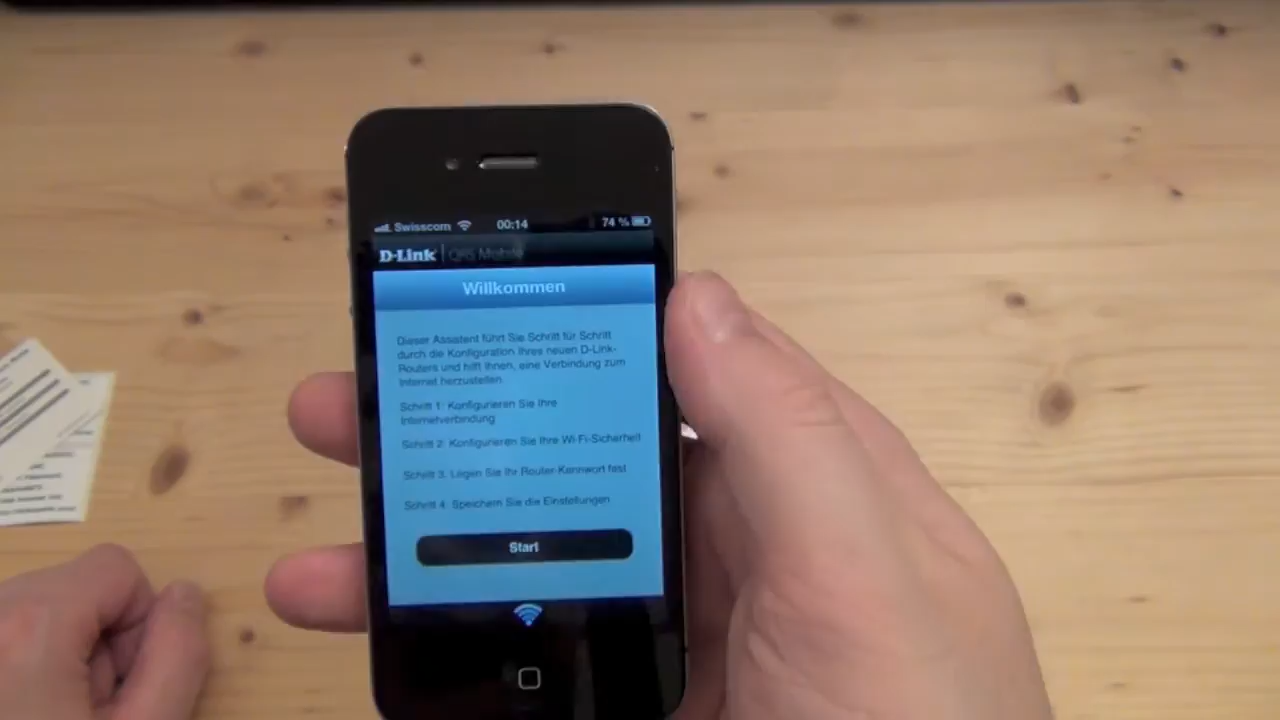 Swisscom 00:14 74 %
D-Link QRS Mobile
Willkommen
Dieser Assistent führt Sie Schritt für Schritt
durch die Konfiguration Ihres neuen D-Link-
Routers und hilft Ihnen, eine Verbindung zum
Internet herzustellen.
Schritt 1: Konfigurieren Sie Ihre
Internetverbindung
Schritt 2: Konfigurieren Sie Ihre Wi-Fi-Sicherheit
Schritt 3: Legen Sie Ihr Router-Kennwort fest
Schritt 4: Speichern Sie die Einstellungen
Start